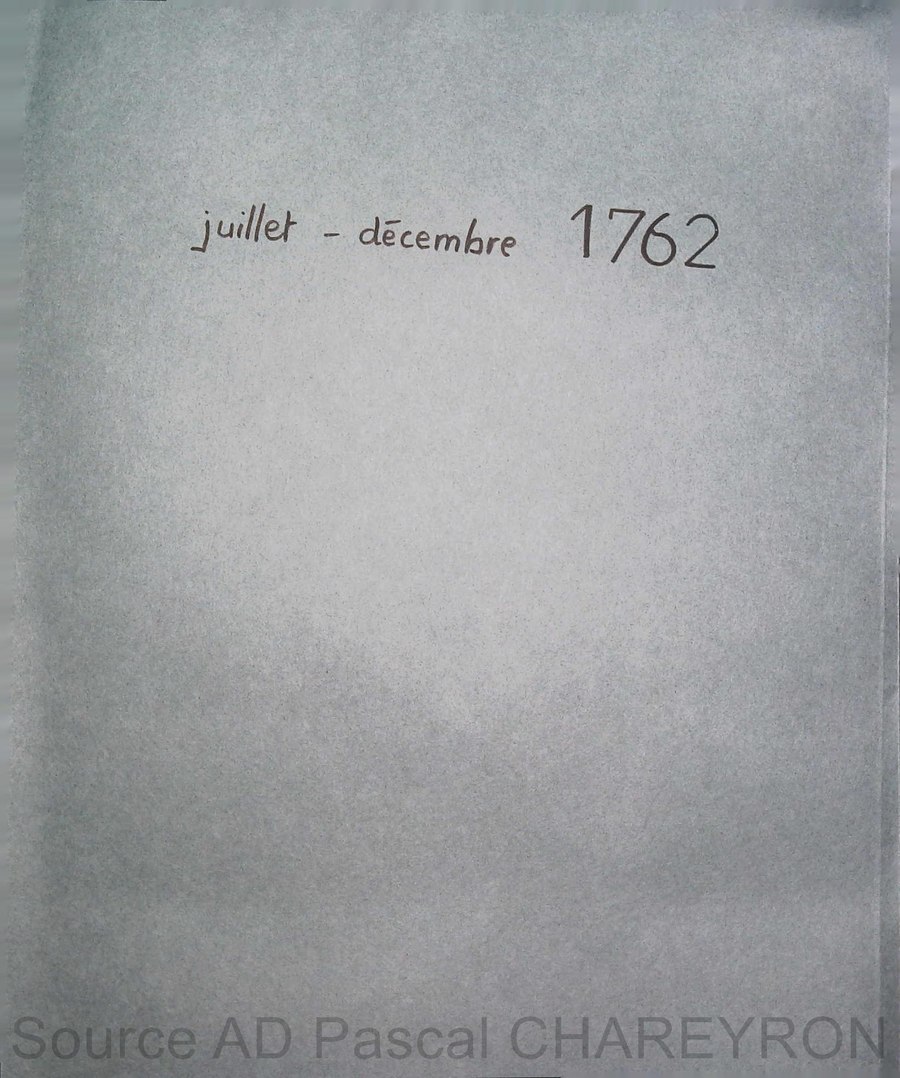 juillet - décembre 1762
Source AD Pascal CHAREYRON